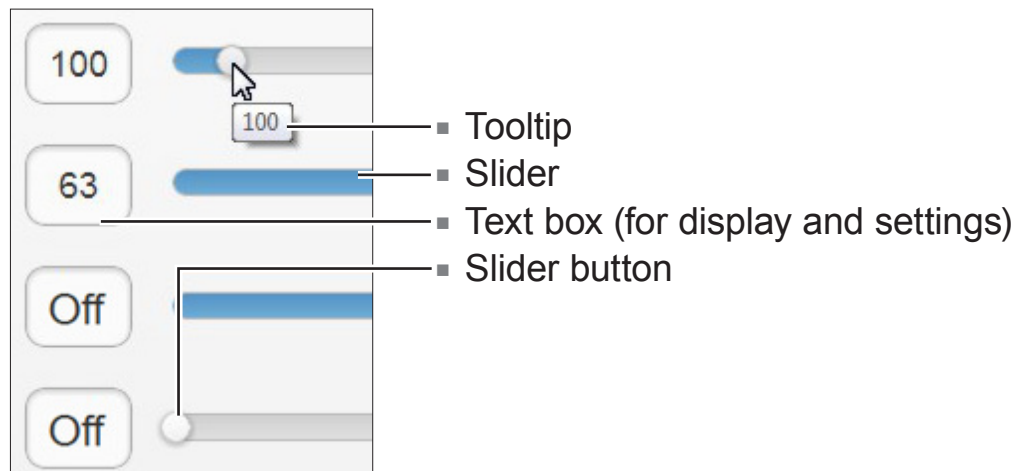 100
100
Tooltip
63
Slider
Text box (for display and settings)
Slider button
Off
Off